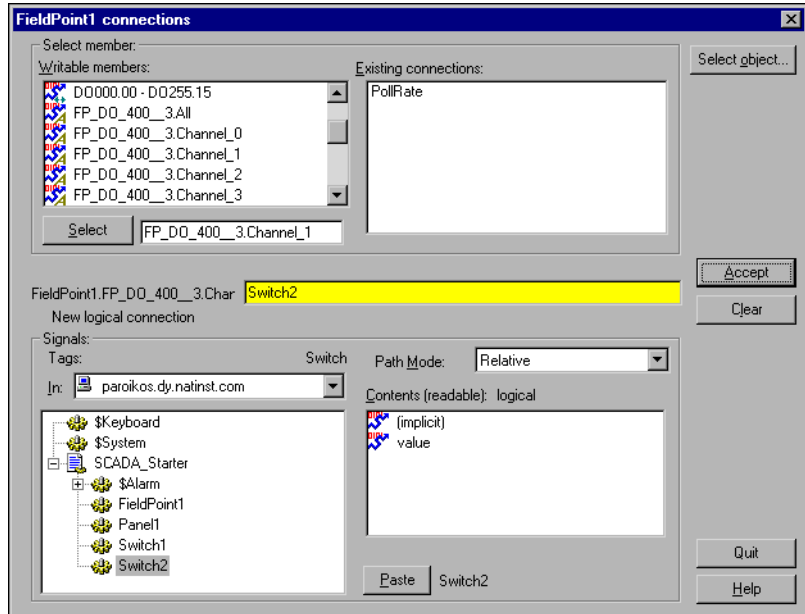 FieldPoint1 connections
Select member:
Writable members:
Existing connections:
Select object...
DO000.00 - DO255.15
FP_DO_400__3.All
FP_DO_400__3.Channel_0
FP_DO_400__3.Channel_1
FP_DO_400__3.Channel_2
FP_DO_400__3.Channel_3
PollRate
Select
FP_DO_400__3.Channel_1
Accept
FieldPoint1.FP_DO_400__3.Char
Switch2
New logical connection
Clear
Signals:
Tags:
Switch
Path Mode:
Relative
In:
paroikos.dy.natinst.com
Contents (readable): logical
$Keyboard
$System
SCADA_Starter
$Alarm
FieldPoint1
Panel1
Switch1
Switch2
(implicit)
value
Quit
Paste
Switch2
Help